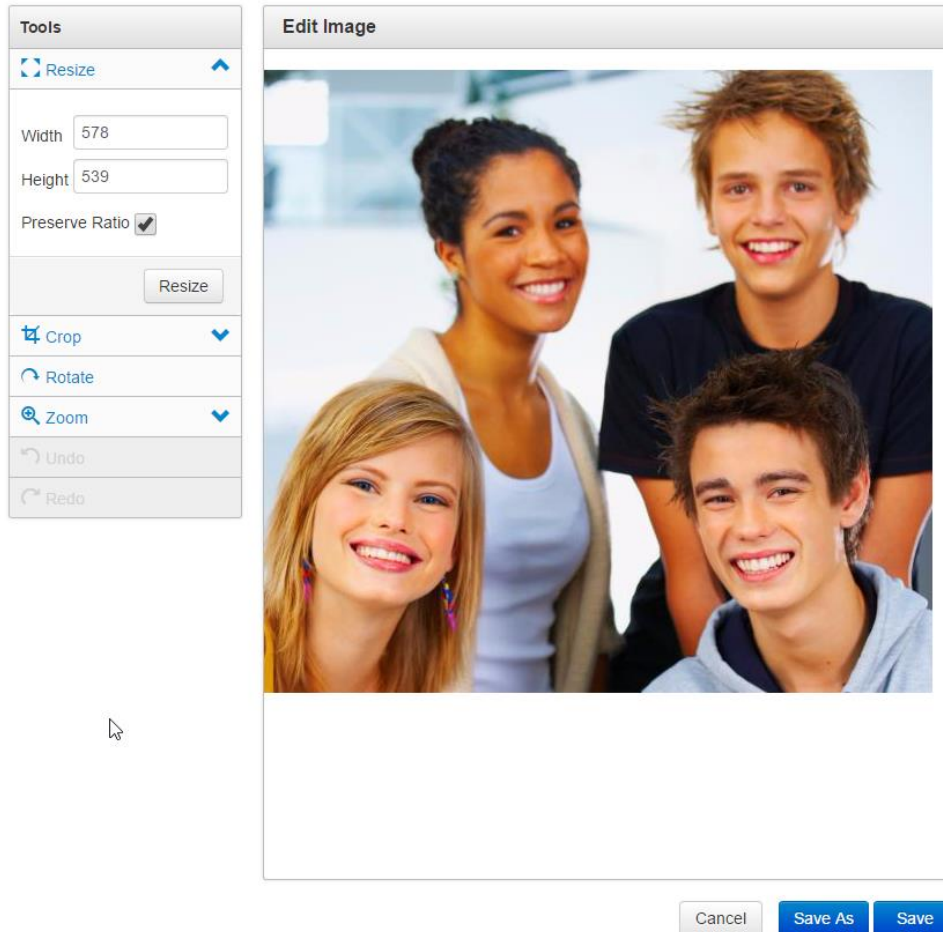 Tools
Resize
Width 578
Height 539
Preserve Ratio
Resize
Crop
Rotate
Zoom
Undo
Redo
Edit Image
Cancel Save As Save